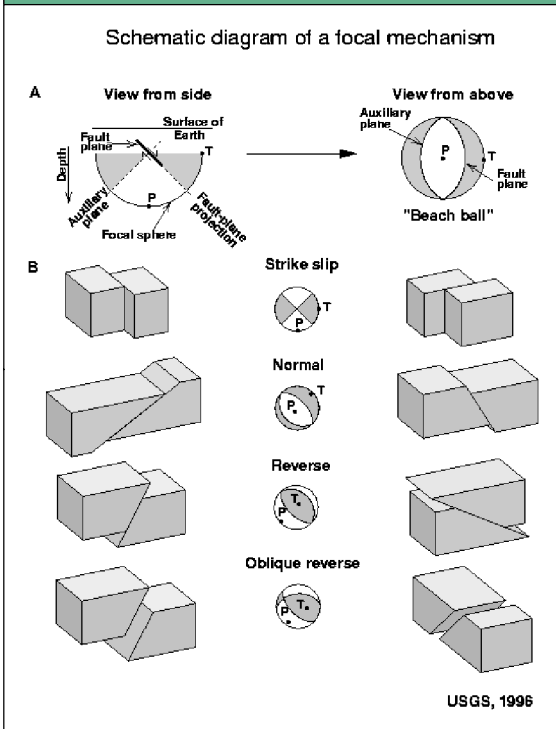 Schematic diagram of a focal mechanism
A
View from side
View from above
Surface of
Earth
Fault
plane
Depth
T
P
Auxiliary
plane
Focal sphere
Fault-plane
projection
Auxillary
plane
P
T
Fault
plane
"Beach ball"
B
Strike slip
P
T
Normal
P
T
Reverse
T
P
Oblique reverse
P
T
USGS, 1996